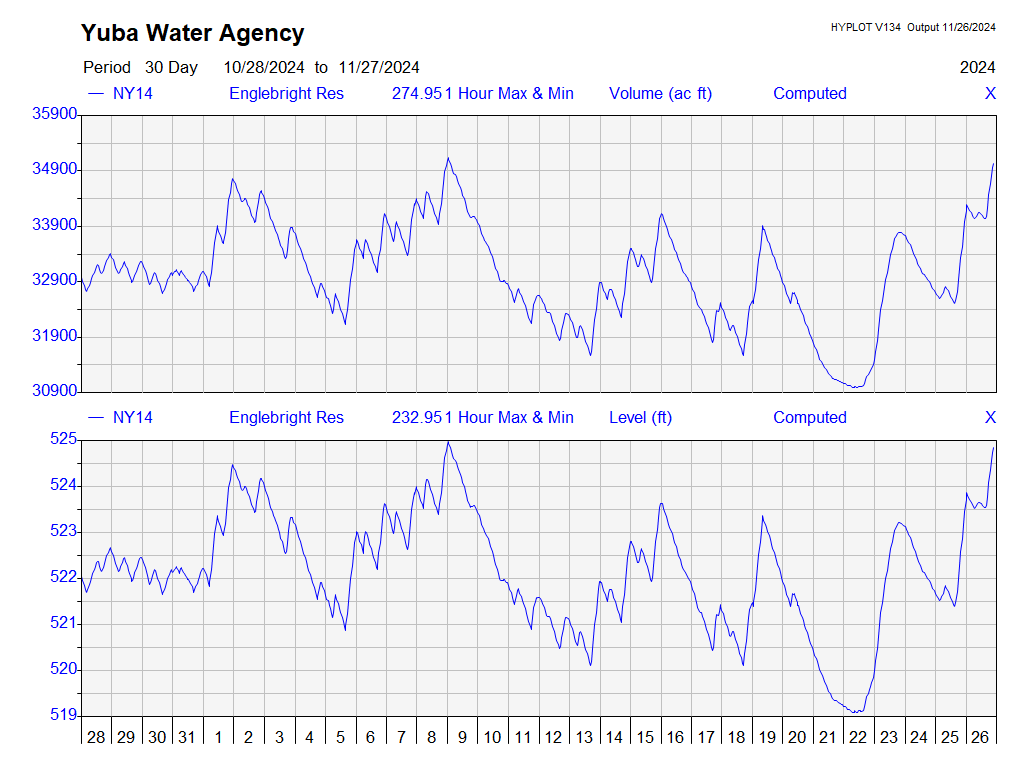 Yuba Water Agency
HYPLOT V134 Output 11/26/2024
Period 30 Day 10/28/2024 to 11/27/2024 2024
NY14 Englebright Res 274.951 Hour Max & Min Volume (ac ft) Computed X
35900
34900
33900
32900
31900
30900
NY14 Englebright Res 232.951 Hour Max & Min Level (ft) Computed X
525
524
523
522
521
520
519
28 29 30 31 1 2 3 4 5 6 7 8 9 10 11 12 13 14 15 16 17 18 19 20 21 22 23 24 25 26